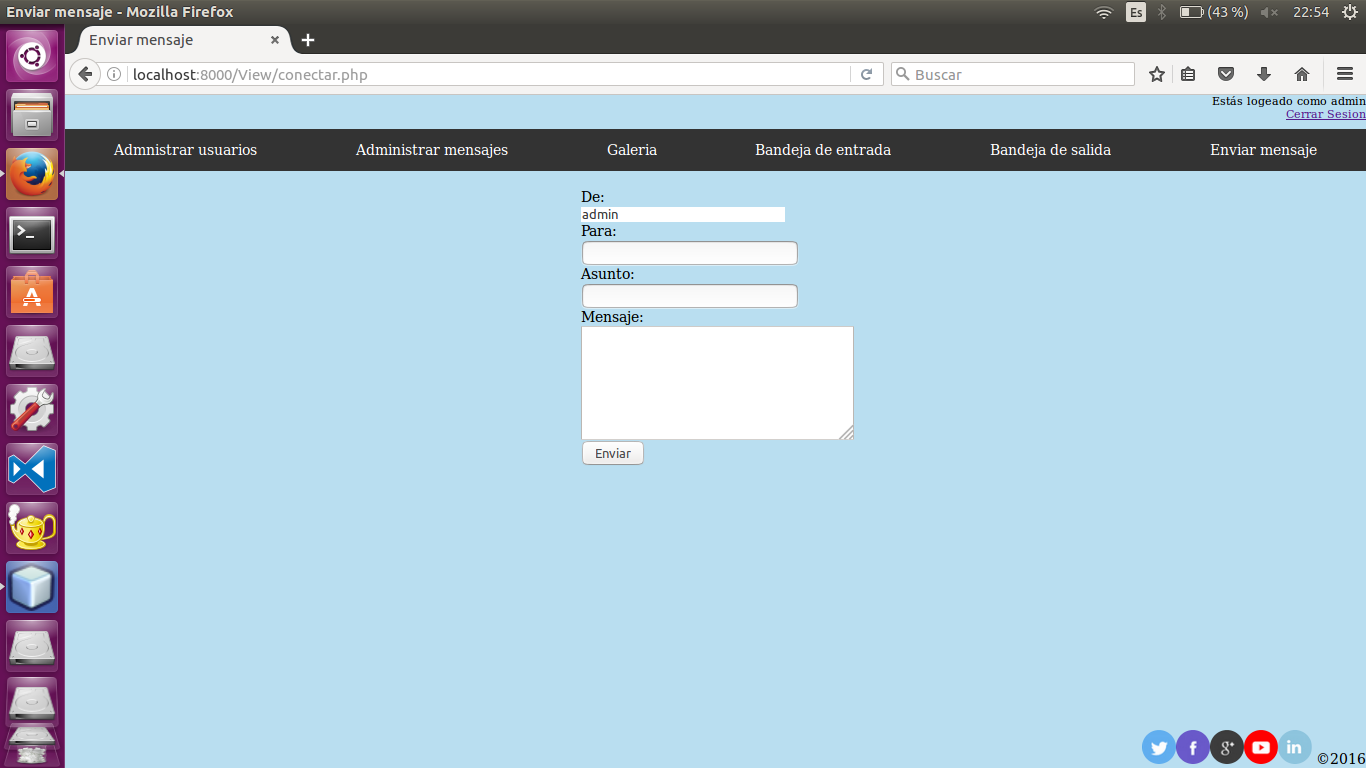 Enviar mensaje - Mozilla Firefox
Es
(43 %)
22:54
Enviar mensaje
localhost:8000/View/conectar.php
Buscar
Estás logeado como admin
Cerrar Sesion
Admnistrar usuarios
Administrar mensajes
Galeria
Bandeja de entrada
Bandeja de salida
Enviar mensaje
De:
admin
Para:
Asunto:
Mensaje:
Enviar
©2016